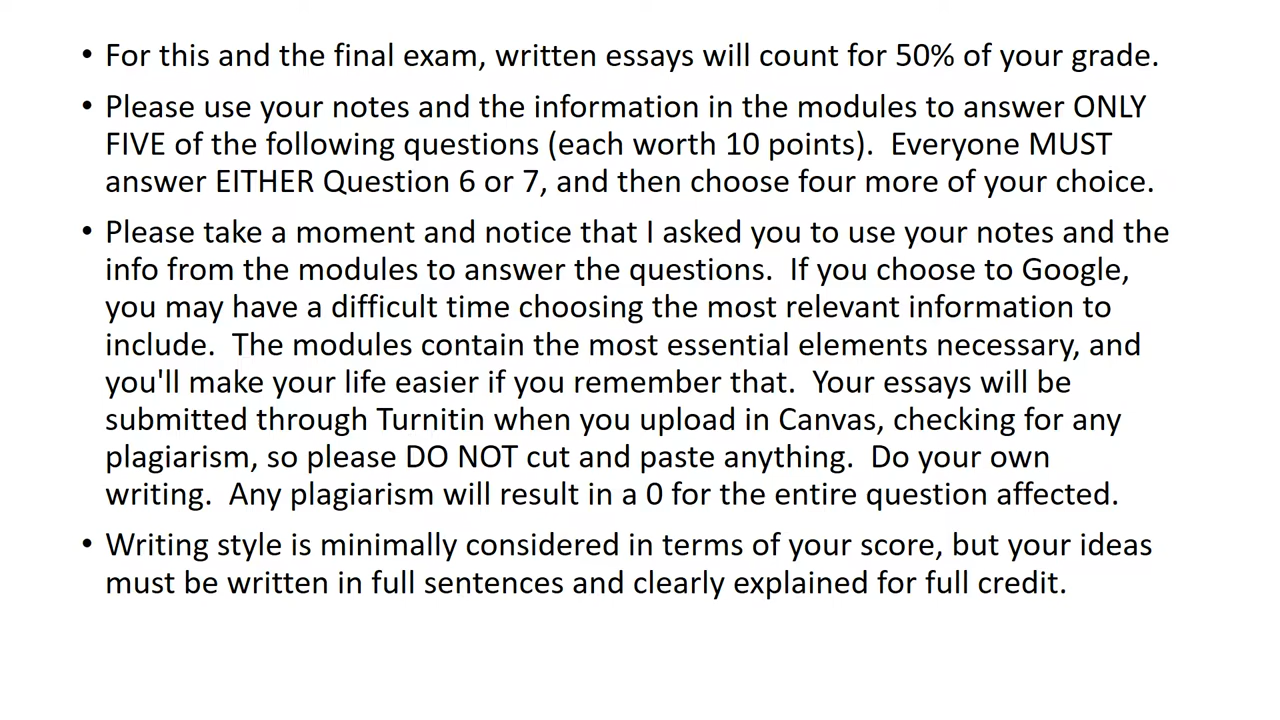 • For this and the final exam, written essays will count for 50% of your grade.
• Please use your notes and the information in the modules to answer ONLY
FIVE of the following questions (each worth 10 points).  Everyone MUST
answer EITHER Question 6 or 7, and then choose four more of your choice.
• Please take a moment and notice that I asked you to use your notes and the
info from the modules to answer the questions.  If you choose to Google,
you may have a difficult time choosing the most relevant information to
include.  The modules contain the most essential elements necessary, and
you'll make your life easier if you remember that.  Your essays will be
submitted through Turnitin when you upload in Canvas, checking for any
plagiarism, so please DO NOT cut and paste anything.  Do your own
writing.  Any plagiarism will result in a 0 for the entire question affected.
• Writing style is minimally considered in terms of your score, but your ideas
must be written in full sentences and clearly explained for full credit.